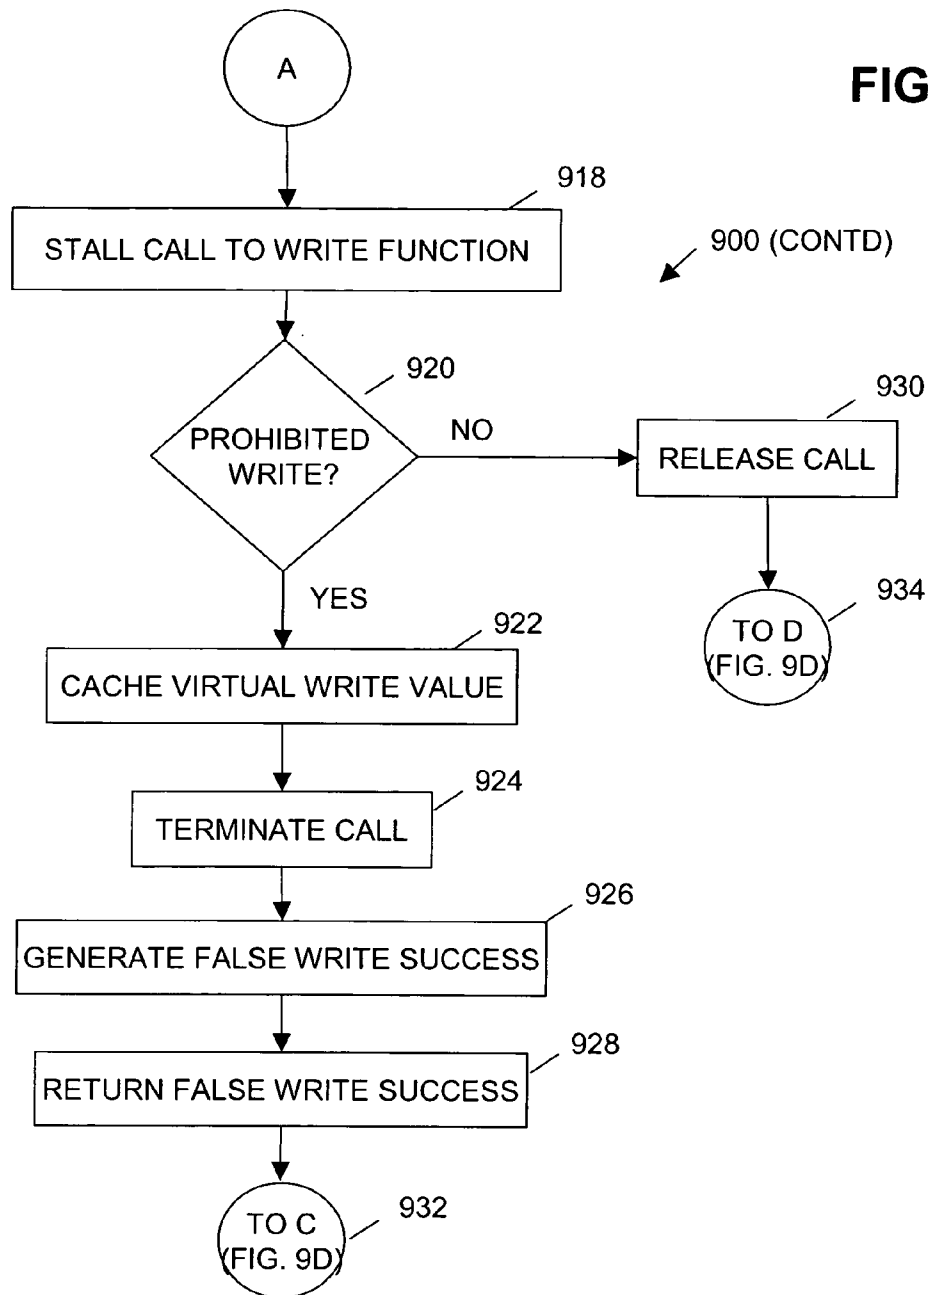 A
FIG
918
STALL CALL TO WRITE FUNCTION
900 (CONTD)
920
PROHIBITED
WRITE?
NO
930
RELEASE CALL
YES
934
TO D
(FIG. 9D)
922
CACHE VIRTUAL WRITE VALUE
924
TERMINATE CALL
926
GENERATE FALSE WRITE SUCCESS
928
RETURN FALSE WRITE SUCCESS
932
TO C
(FIG. 9D)